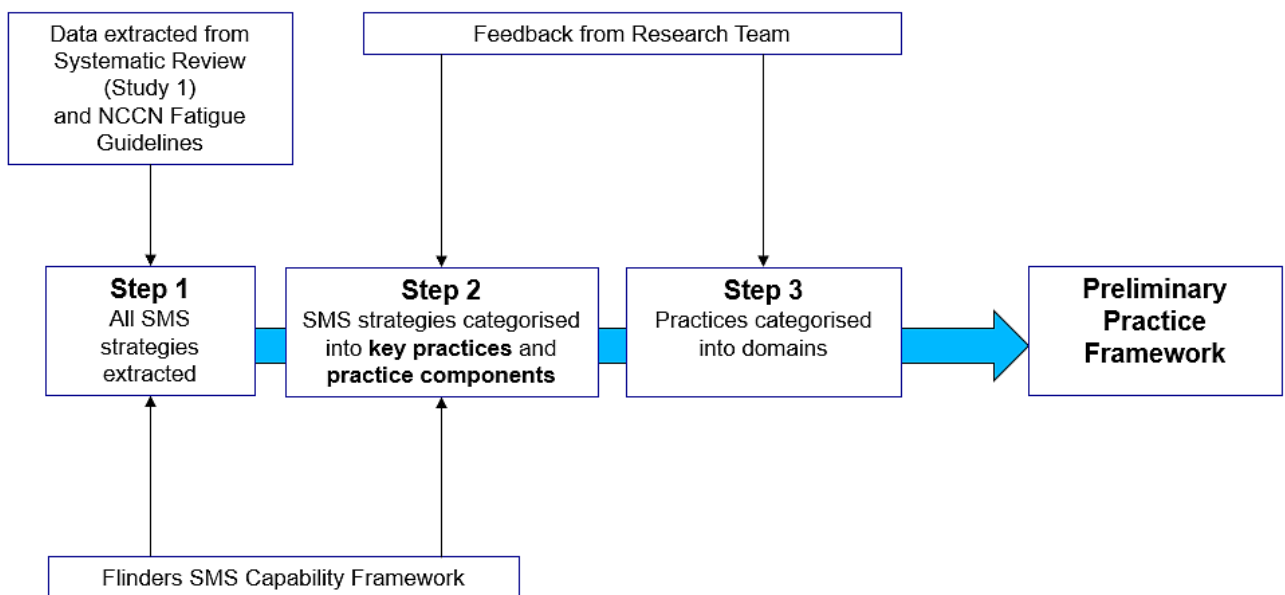 Data extracted from
Systematic Review
(Study 1)
and NCCN Fatigue
Guidelines
Feedback from Research Team
Step 1
All SMS
strategies
extracted
Step 2
SMS strategies categorised
into key practices and
practice components
Step 3
Practices categorised
into domains
Preliminary
Practice
Framework
Flinders SMS Capability Framework